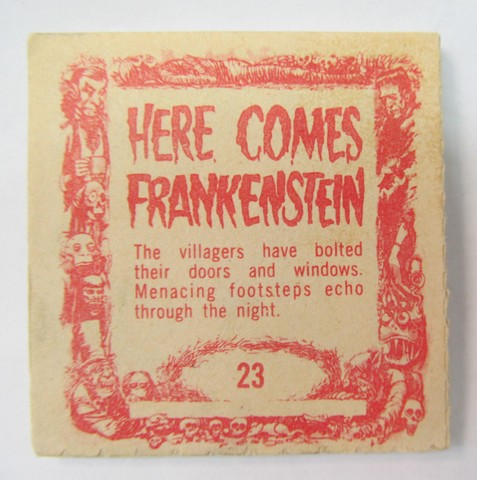 HERE COMES
FRANKENSTEIN
The villagers have bolted
their doors and windows.
Menacing footsteps echo
through the night.
23